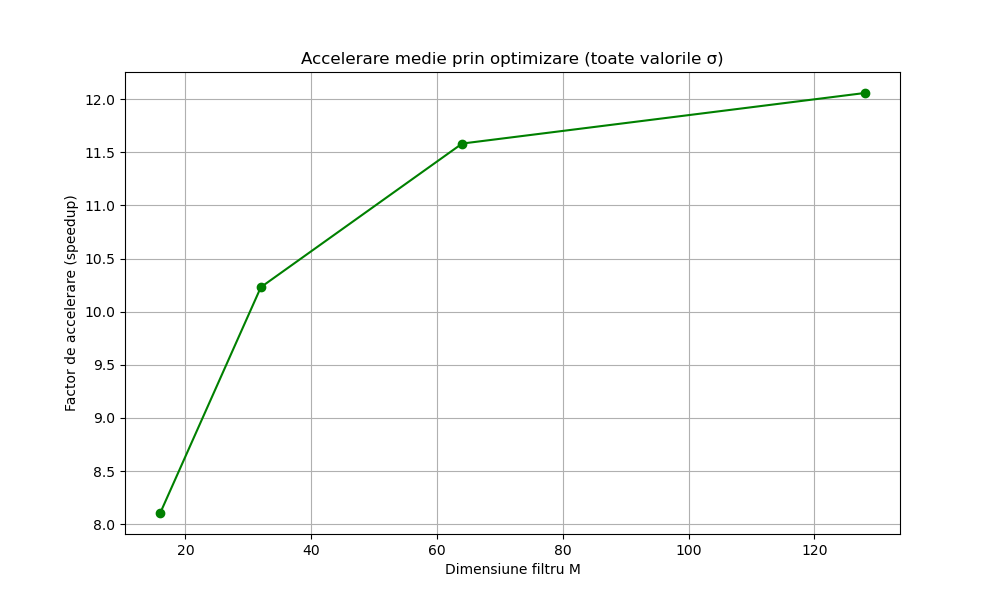 Accelerare medie prin optimizare (toate valorile σ)
Factor de accelerare (speedup)
12.0
11.5
11.0
10.5
10.0
9.5
9.0
8.5
8.0
20 40 60 80 100 120
Dimensiune filtru M